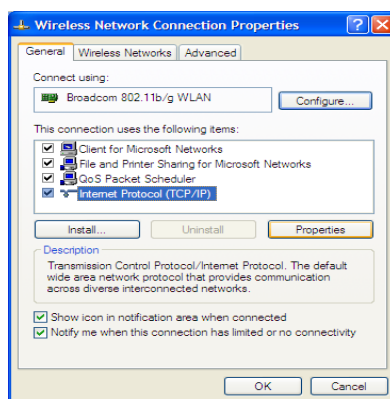 Wireless Network Connection Properties
General Wireless Networks Advanced
Connect using:
Broadcom 802.11b/g WLAN Configure...
This connection uses the following items:
Client for Microsoft Networks
File and Printer Sharing for Microsoft Networks
QoS Packet Scheduler
Internet Protocol (TCP/IP)
Install... Uninstall Properties
Description
Transmission Control Protocol/Internet Protocol. The default
wide area network protocol that provides communication
across diverse interconnected networks.
Show icon in notification area when connected
Notify me when this connection has limited or no connectivity
OK Cancel